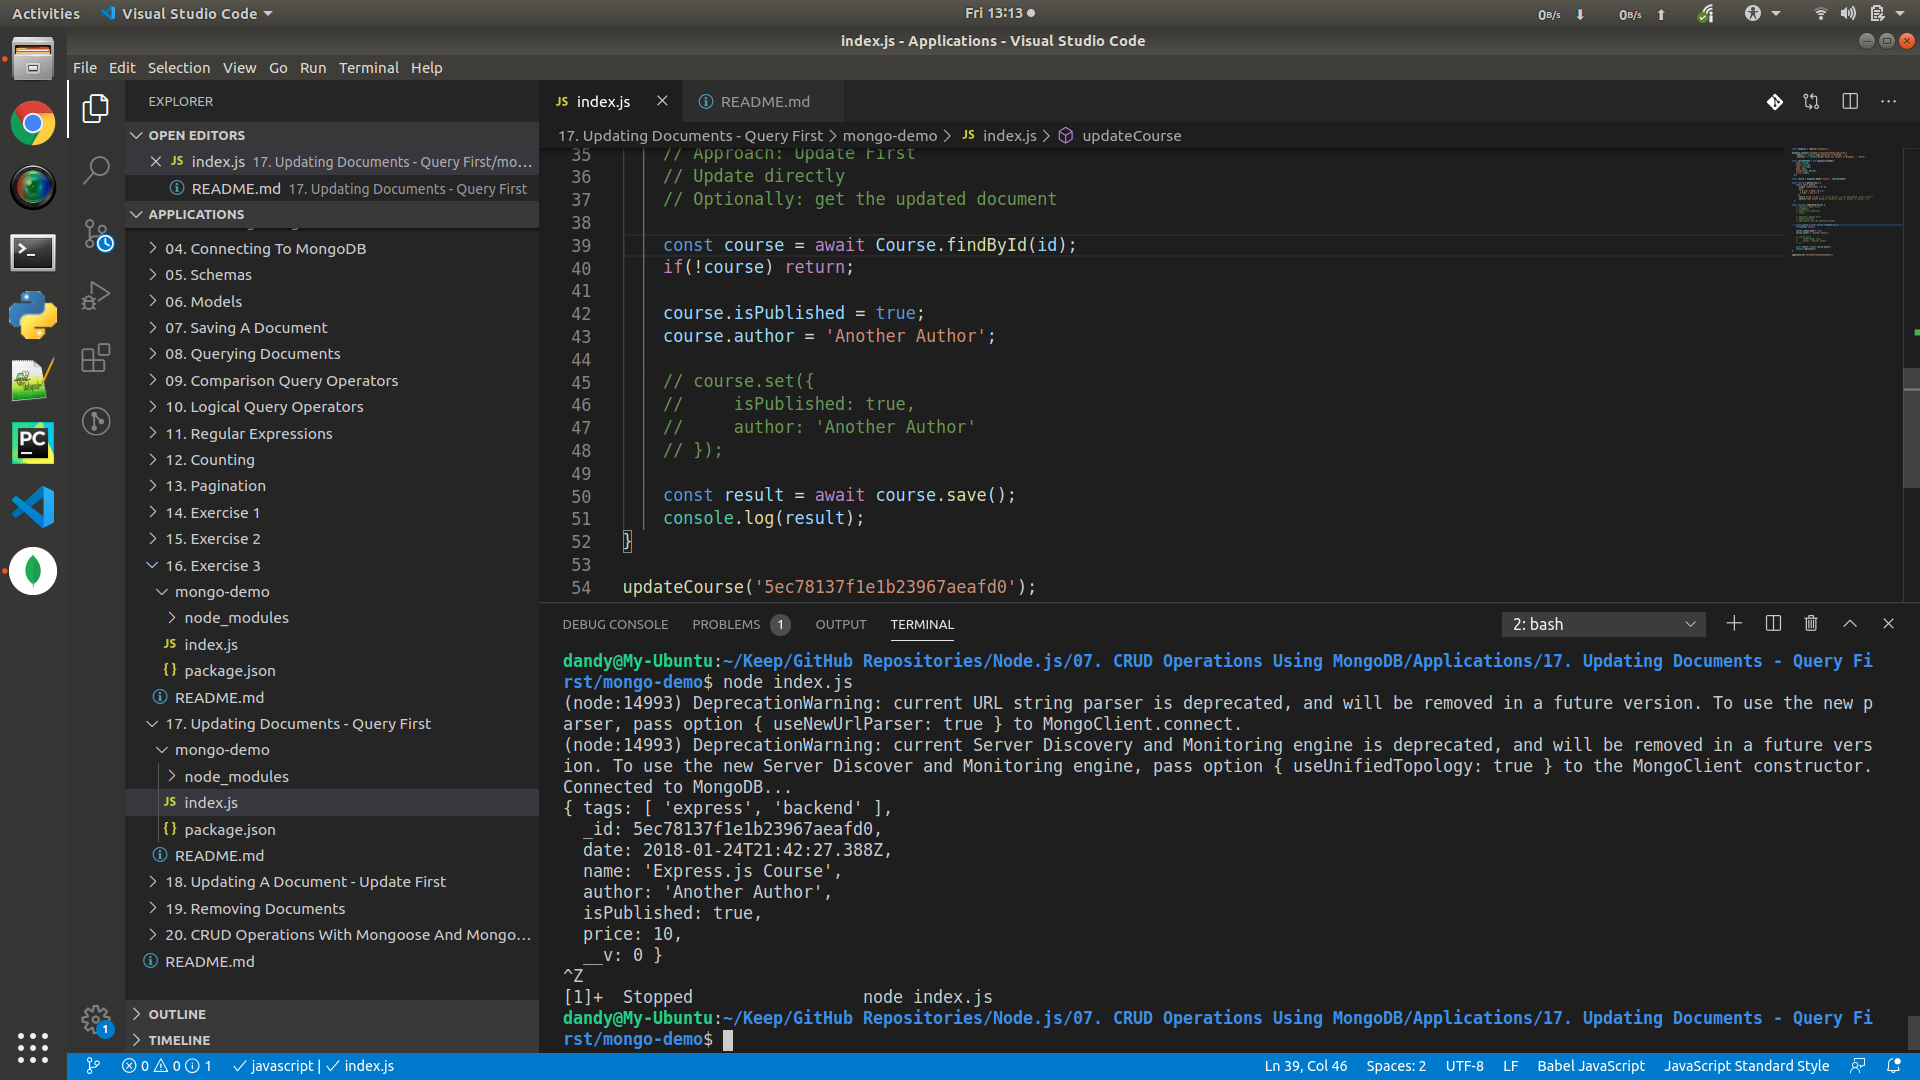 Activities
Visual Studio Code
Fri 13:13
0B/s
0B/s
index.js - Applications - Visual Studio Code
File Edit Selection View Go Run Terminal Help
EXPLORER
OPEN EDITORS
JS index.js 17. Updating Documents - Query First/mo...
README.md 17. Updating Documents - Query First
APPLICATIONS
04. Connecting To MongoDB
05. Schemas
06. Models
07. Saving A Document
08. Querying Documents
09. Comparison Query Operators
10. Logical Query Operators
11. Regular Expressions
12. Counting
13. Pagination
14. Exercise 1
15. Exercise 2
16. Exercise 3
mongo-demo
node_modules
JS index.js
{} package.json
README.md
17. Updating Documents - Query First
mongo-demo
node_modules
JS index.js
{} package.json
README.md
18. Updating A Document - Update First
19. Removing Documents
20. CRUD Operations With Mongoose And Mongo...
README.md
OUTLINE
TIMELINE
1
PC
JS index.js
README.md
17. Updating Documents - Query First > mongo-demo > JS index.js > updateCourse
35 // Approach: Update First
36 // Update directly
37 // Optionally: get the updated document
38
39 const course = await Course.findById(id);
40 if(!course) return;
41
42 course.isPublished = true;
43 course.author = 'Another Author';
44
45 // course.set({
46 //     isPublished: true,
47 //     author: 'Another Author'
48 // });
49
50 const result = await course.save();
51 console.log(result);
52 }
53
54 updateCourse('5ec78137f1e1b23967aeafd0');
DEBUG CONSOLE PROBLEMS 1 OUTPUT TERMINAL
2: bash
dandy@My-Ubuntu:~/Keep/GitHub Repositories/Node.js/07. CRUD Operations Using MongoDB/Applications/17. Updating Documents - Query Fi
rst/mongo-demo$ node index.js
(node:14993) DeprecationWarning: current URL string parser is deprecated, and will be removed in a future version. To use the new p
arser, pass option { useNewUrlParser: true } to MongoClient.connect.
(node:14993) DeprecationWarning: current Server Discovery and Monitoring engine is deprecated, and will be removed in a future vers
ion. To use the new Server Discover and Monitoring engine, pass option { useUnifiedTopology: true } to the MongoClient constructor.
Connected to MongoDB...
{ tags: [ 'express', 'backend' ],
  _id: 5ec78137f1e1b23967aeafd0,
  date: 2018-01-24T21:42:27.388Z,
  name: 'Express.js Course',
  author: 'Another Author',
  isPublished: true,
  price: 10,
  __v: 0 }
^Z
[1]+  Stopped                 node index.js
dandy@My-Ubuntu:~/Keep/GitHub Repositories/Node.js/07. CRUD Operations Using MongoDB/Applications/17. Updating Documents - Query Fi
rst/mongo-demo$
0 0 1
javascript | index.js
Ln 39, Col 46
Spaces: 2
UTF-8
LF
Babel JavaScript
JavaScript Standard Style